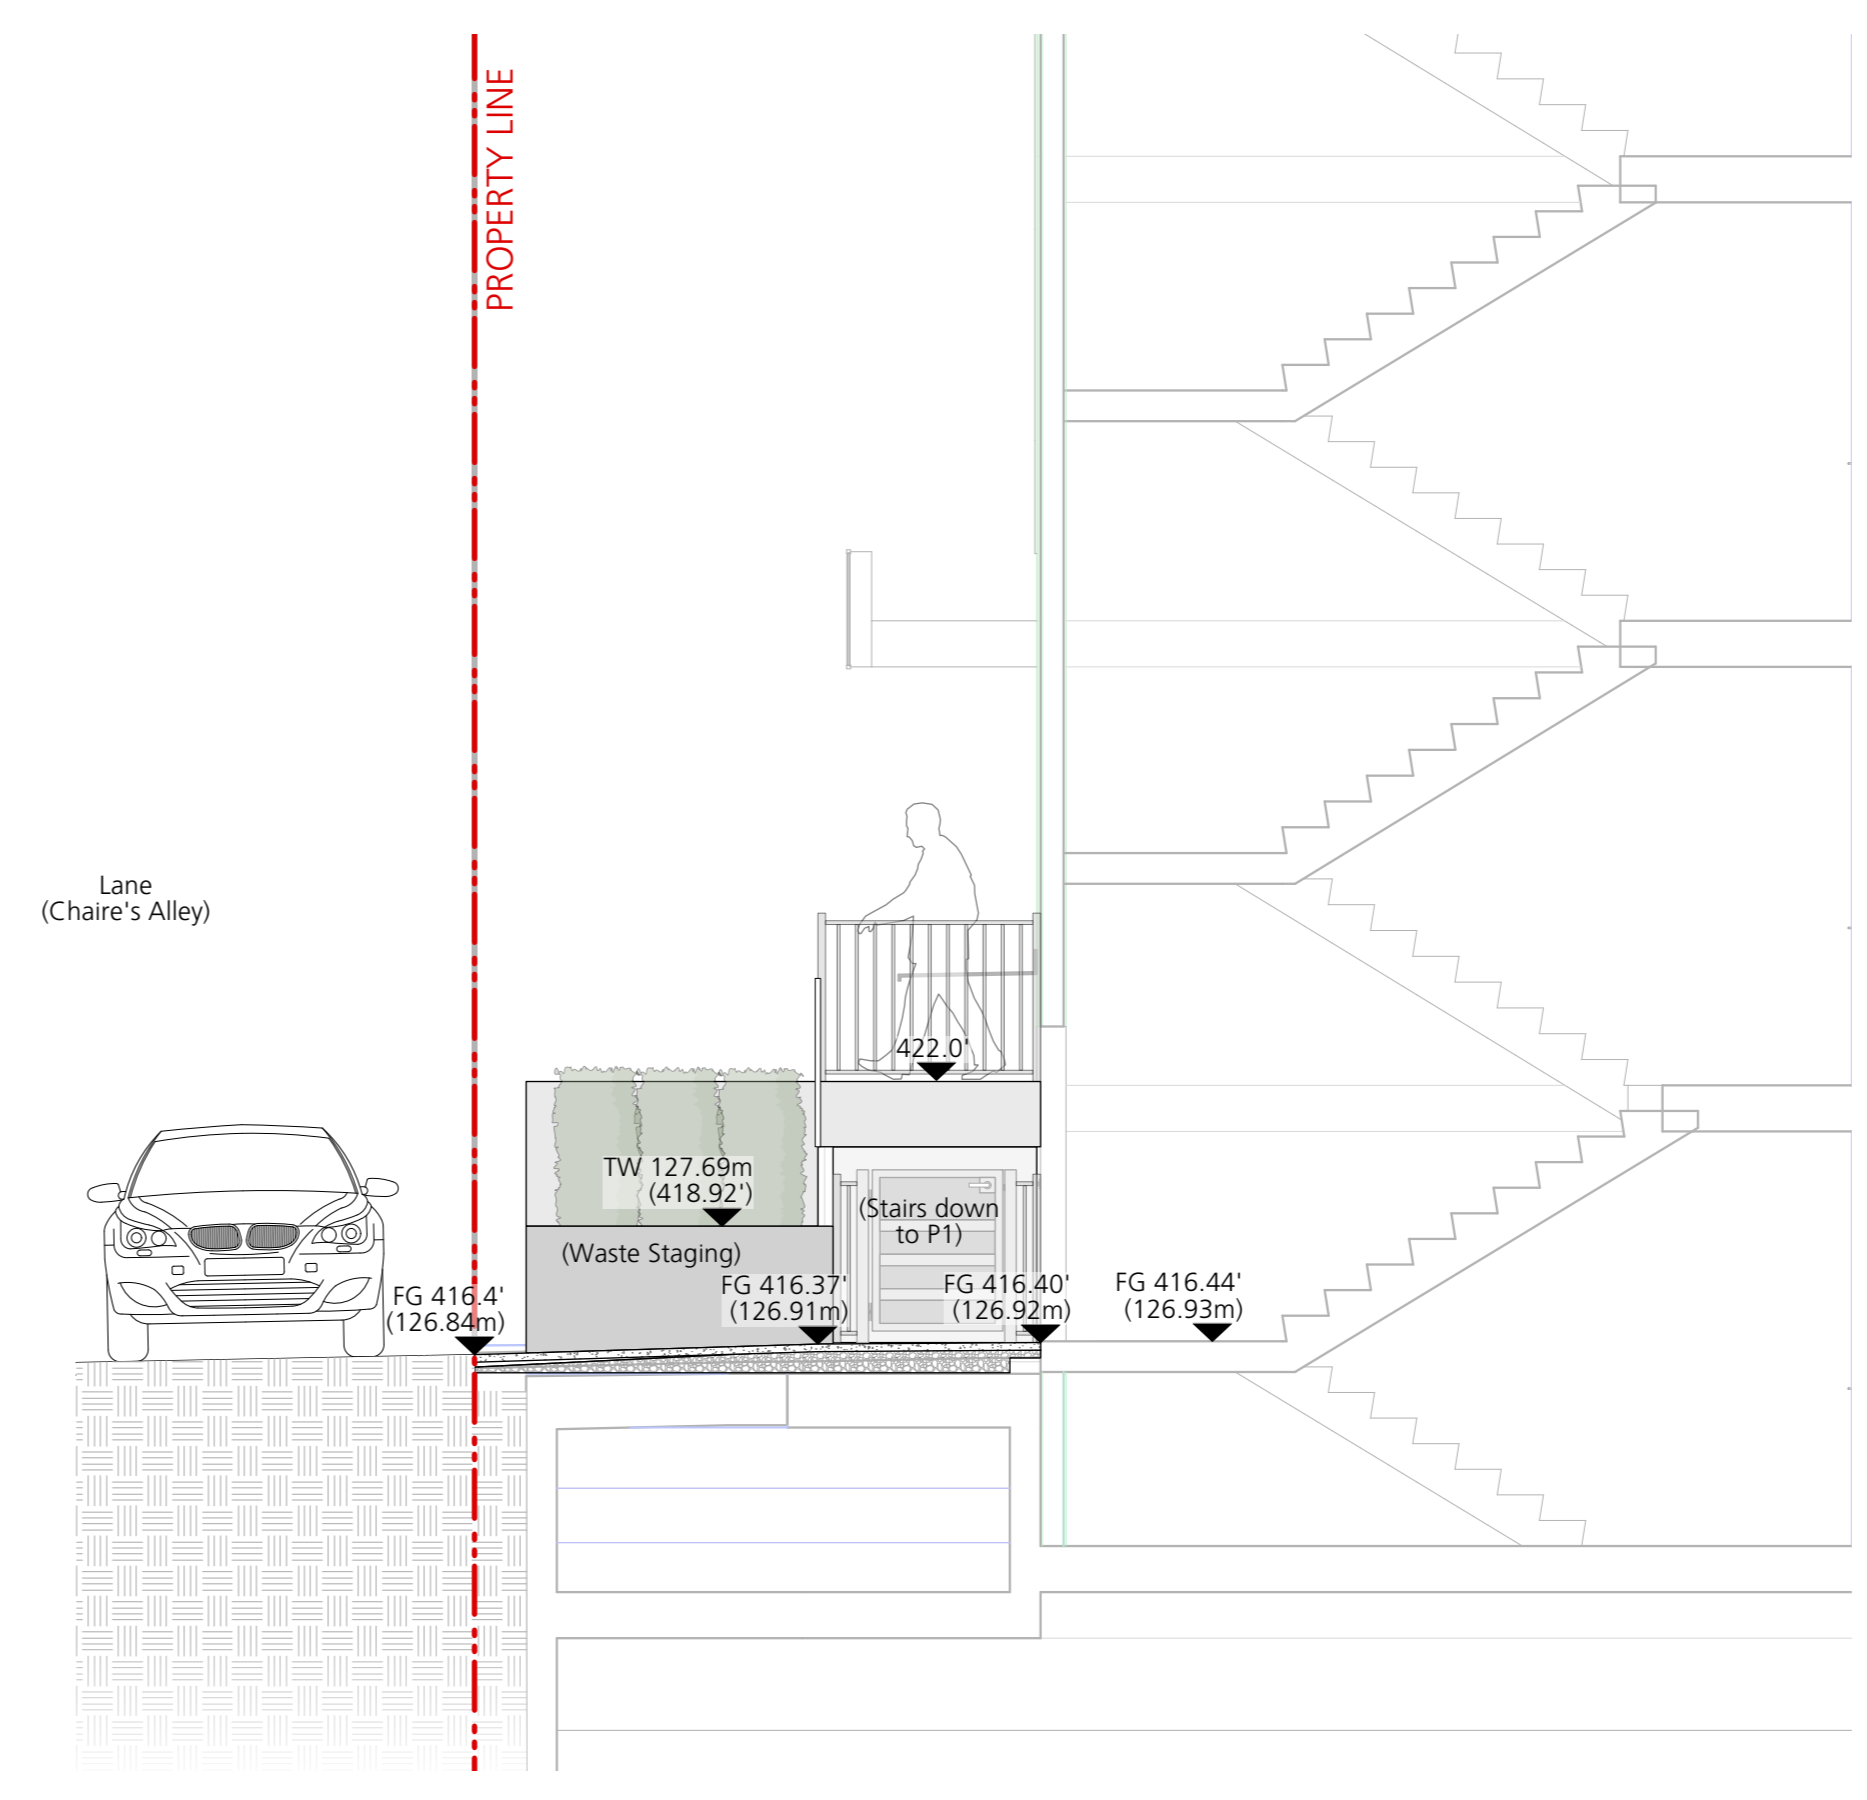 PROPERTY LINE
Lane
(Chaire's Alley)
422.0'
TW 127.69m
(418.92')
(Stairs down
to P1)
(Waste Staging)
FG 416.4'
(126.84m)
FG 416.37'
(126.91m)
FG 416.40'
(126.92m)
FG 416.44'
(126.93m)